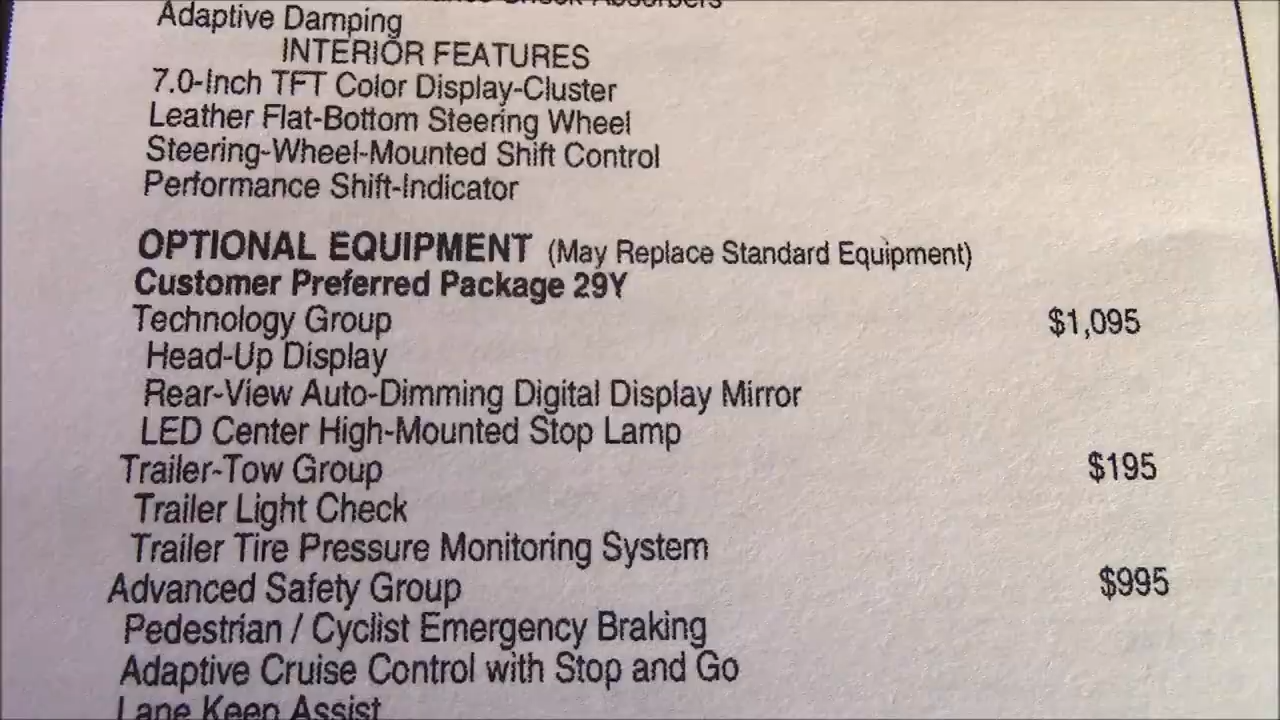 Absorbers
Adaptive Damping
INTERIOR FEATURES
7.0-Inch TFT Color Display-Cluster
Leather Flat-Bottom Steering Wheel
Steering-Wheel-Mounted Shift Control
Performance Shift-Indicator
OPTIONAL EQUIPMENT (May Replace Standard Equipment)
Customer Preferred Package 29Y
Technology Group $1,095
Head-Up Display
Rear-View Auto-Dimming Digital Display Mirror
LED Center High-Mounted Stop Lamp
Trailer-Tow Group $195
Trailer Light Check
Trailer Tire Pressure Monitoring System
Advanced Safety Group $995
Pedestrian / Cyclist Emergency Braking
Adaptive Cruise Control with Stop and Go
Lane Keep Assist